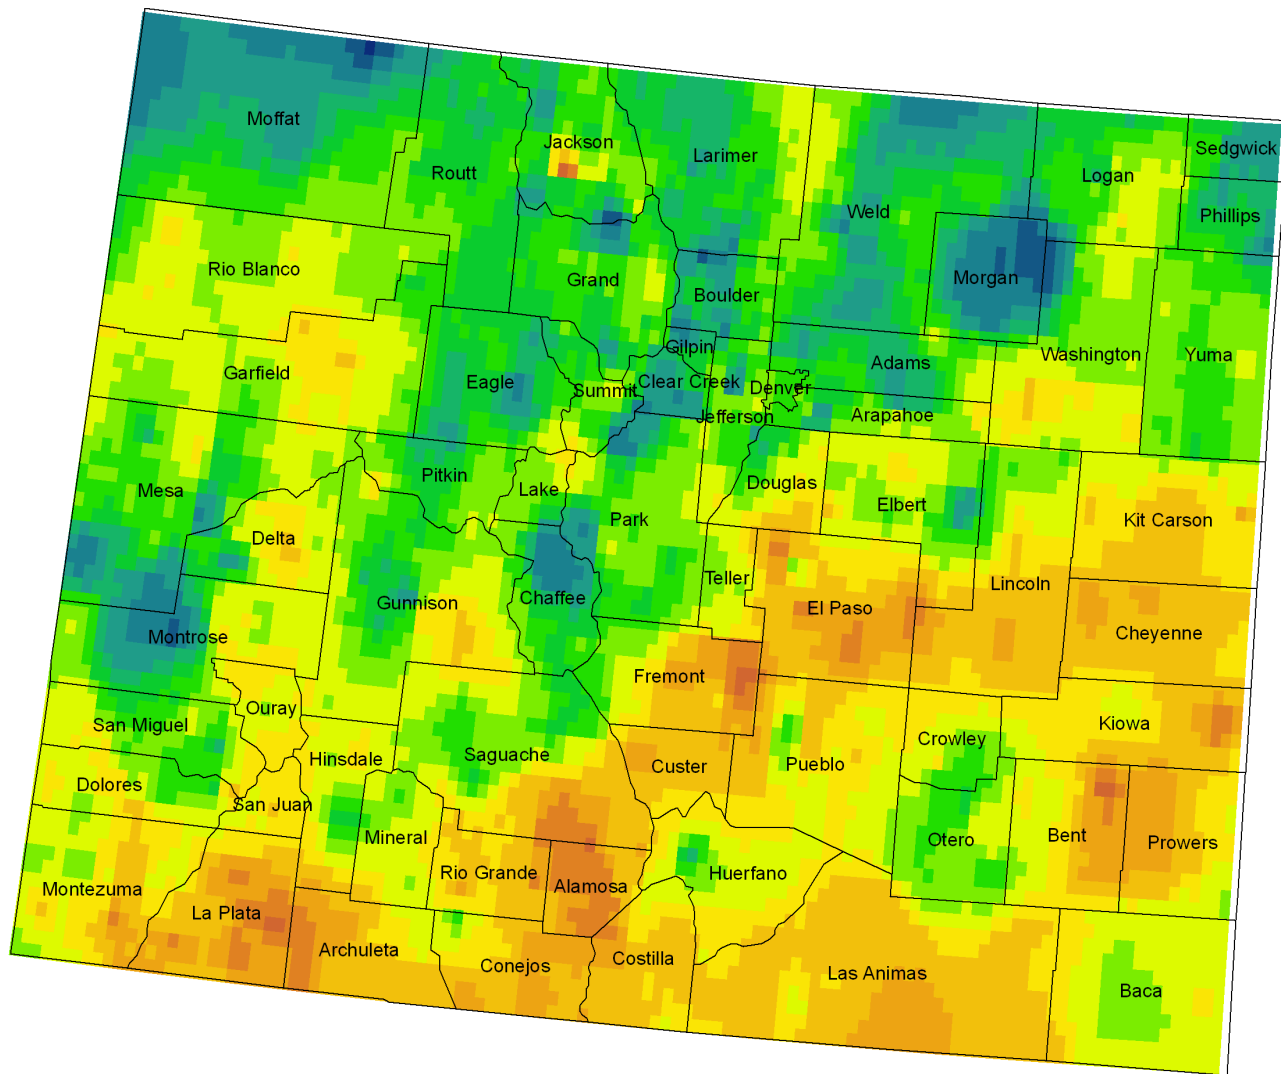 Moffat
Routt
Jackson
Larimer
Weld
Logan
Sedgwick
Phillips
Morgan
Rio Blanco
Grand
Boulder
Gilpin
Washington
Yuma
Garfield
Eagle
Summit
Clear Creek
Denver
Adams
Jefferson
Arapahoe
Mesa
Pitkin
Lake
Park
Douglas
Elbert
Kit Carson
Delta
Gunnison
Chaffee
Teller
El Paso
Lincoln
Cheyenne
Montrose
Fremont
Ouray
San Miguel
Saguache
Custer
Pueblo
Crowley
Kiowa
Hinsdale
Dolores
San Juan
Mineral
Rio Grande
Alamosa
Huerfano
Otero
Bent
Prowers
Montezuma
La Plata
Archuleta
Conejos
Costilla
Las Animas
Baca